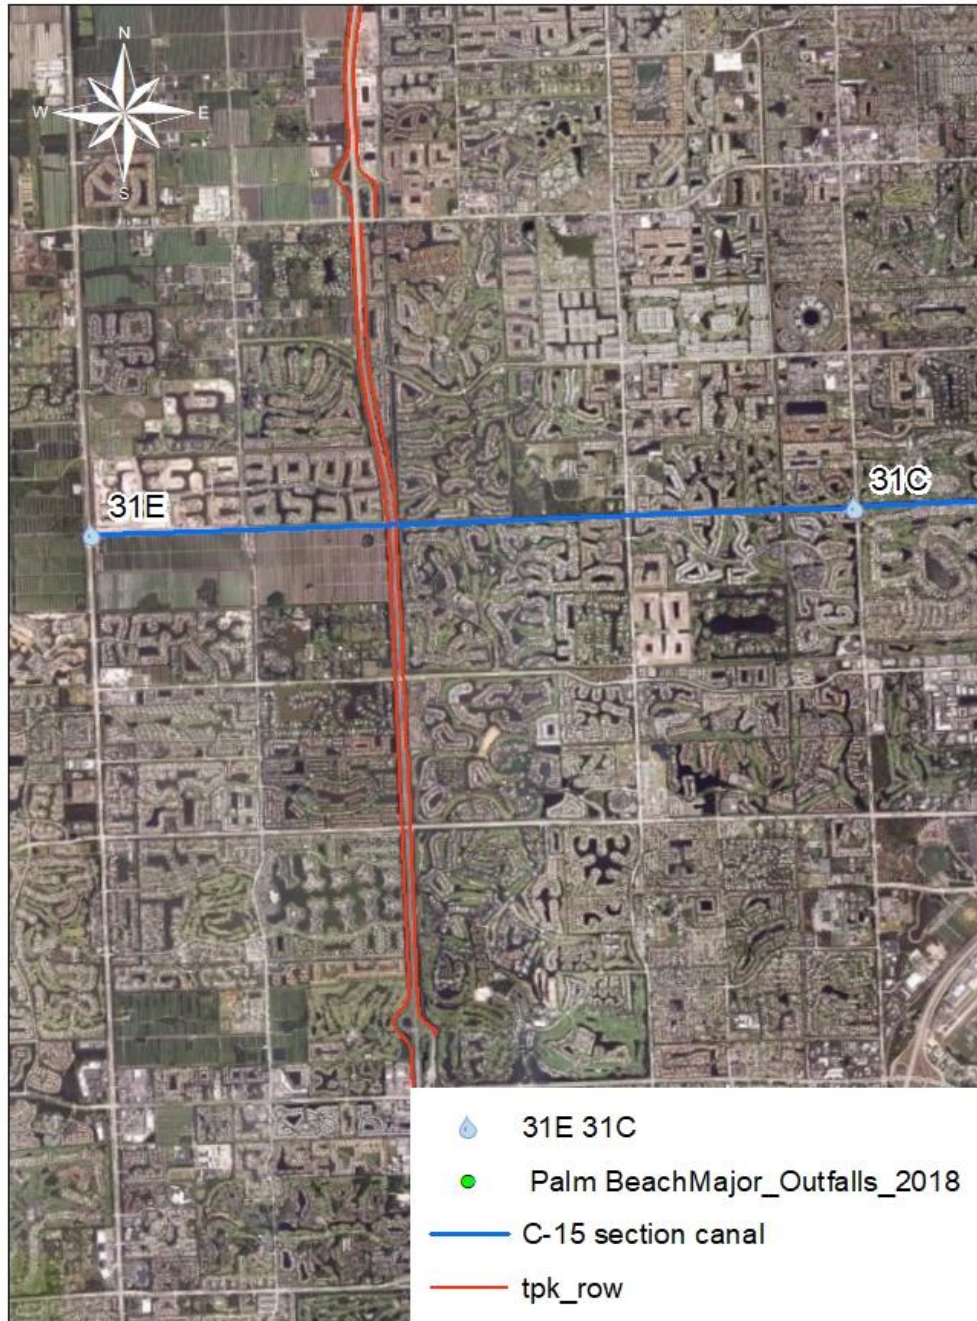 N
W E
S
31E
31C
31E 31C
Palm BeachMajor_Outfalls_2018
C-15 section canal
tpk_row